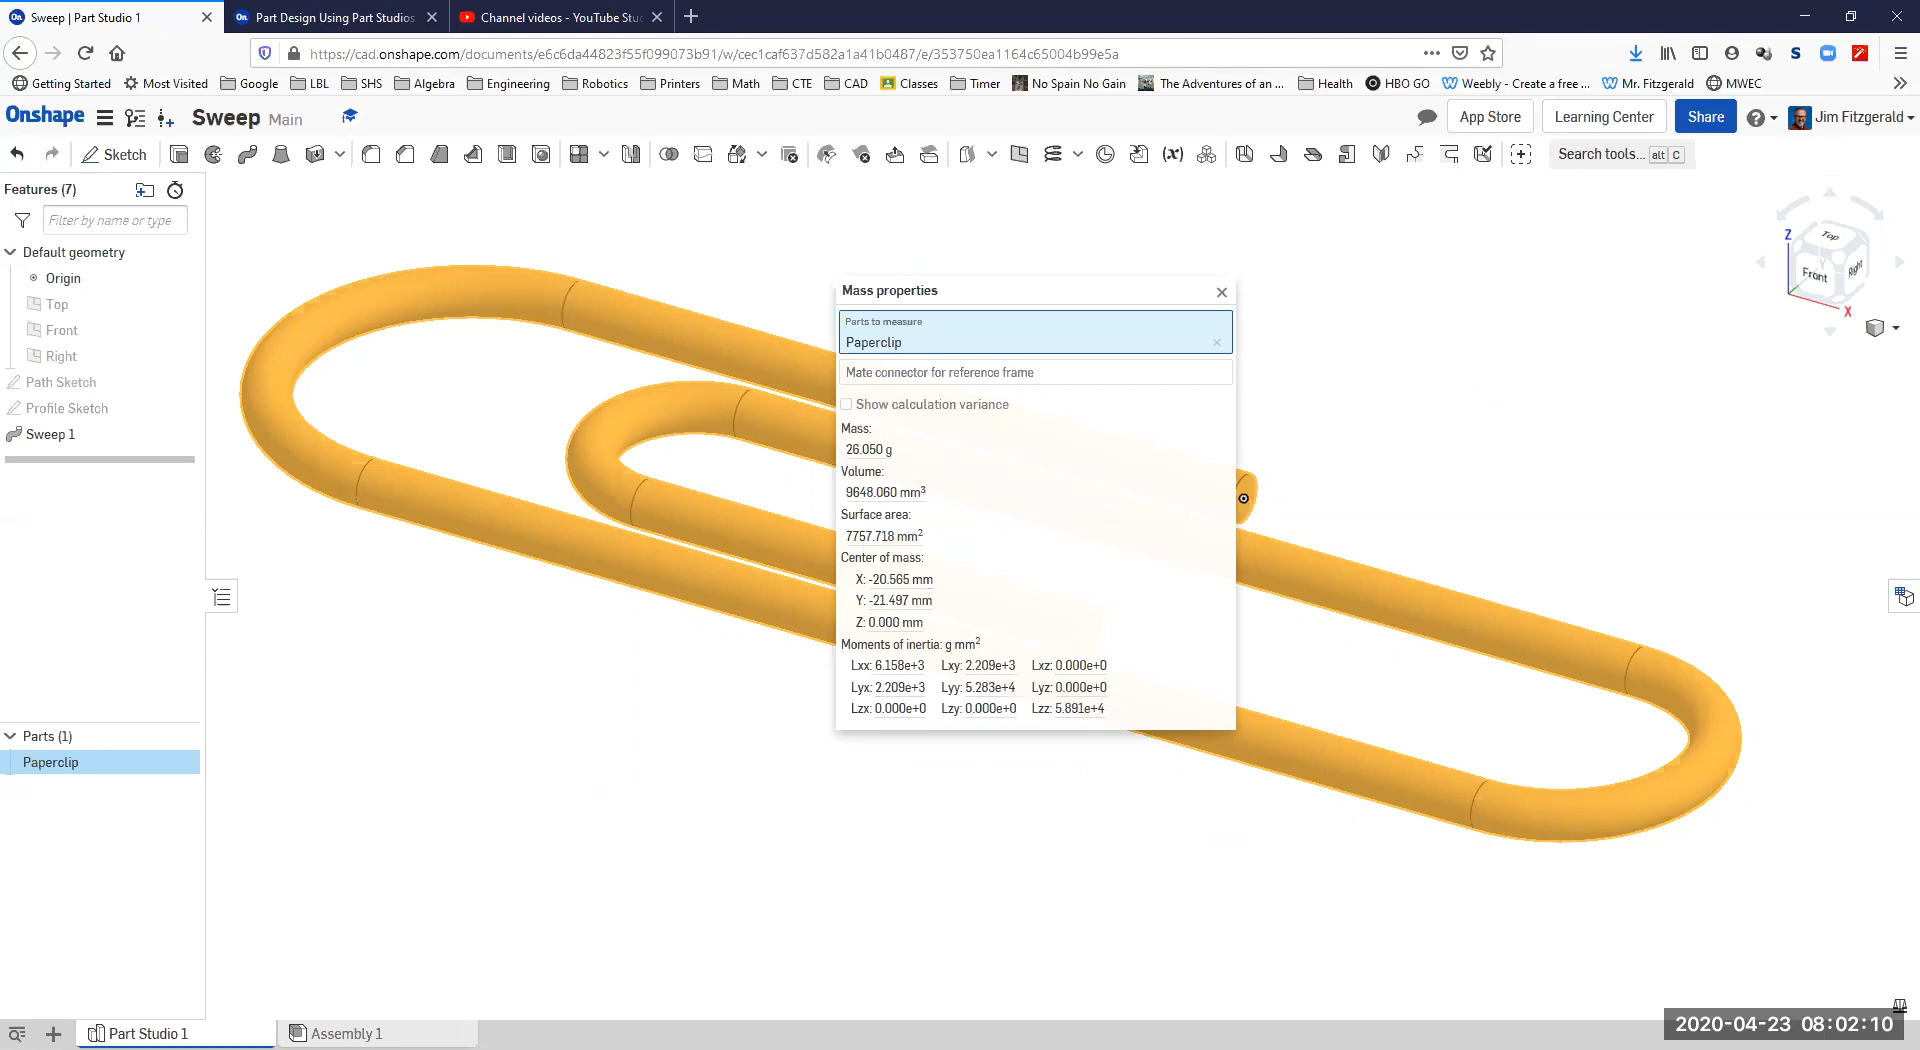 Sweep | Part Studio 1
Part Design Using Part Studios
Channel videos - YouTube Stu
https://cad.onshape.com/documents/e6c6da44823f55f099073b91/w/cec1caf637d582a1a41b0487/e/353750ea1164c65004b99e5a
Getting Started Most Visited Google LBL SHS Algebra Engineering Robotics Printers Math CTE CAD Classes Timer No Spain No Gain The Adventures of an ... Health HBO GO Weebly - Create a free ... Mr. Fitzgerald MWEC
Onshape Sweep Main App Store Learning Center Share Jim Fitzgerald
Sketch Search tools... alt C
Features (7)
Filter by name or type
Default geometry
Origin
Top
Front
Right
Path Sketch
Profile Sketch
Sweep 1
Parts (1)
Paperclip
Mass properties
Parts to measure
Paperclip
Mate connector for reference frame
Show calculation variance
Mass:
26.050 g
Volume:
9648.060 mm³
Surface area:
7757.718 mm²
Center of mass:
X: -20.565 mm
Y: -21.497 mm
Z: 0.000 mm
Moments of inertia: g mm²
Lxx: 6.158e+3 Lxy: 2.209e+3 Lxz: 0.000e+0
Lyx: 2.209e+3 Lyy: 5.283e+4 Lyz: 0.000e+0
Lzx: 0.000e+0 Lzy: 0.000e+0 Lzz: 5.891e+4
Z
Top
Y
Front
Right
X
Part Studio 1
Assembly 1
2020-04-23 08:02:10